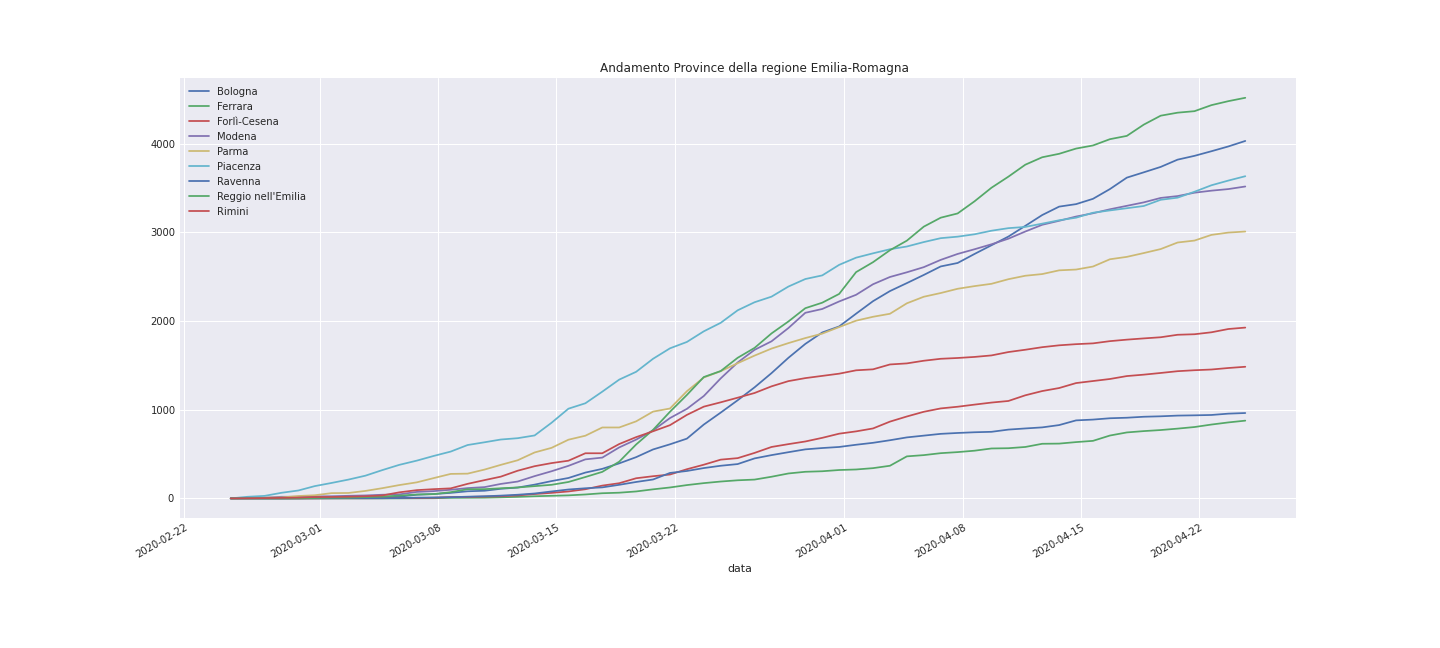 Andamento Province della regione Emilia-Romagna
Bologna
Ferrara
Forlì-Cesena
Modena
Parma
Piacenza
Ravenna
Reggio nell'Emilia
Rimini
4000
3000
2000
1000
0
2020-02-22
2020-03-01
2020-03-08
2020-03-15
2020-03-22
2020-04-01
2020-04-08
2020-04-15
2020-04-22
data